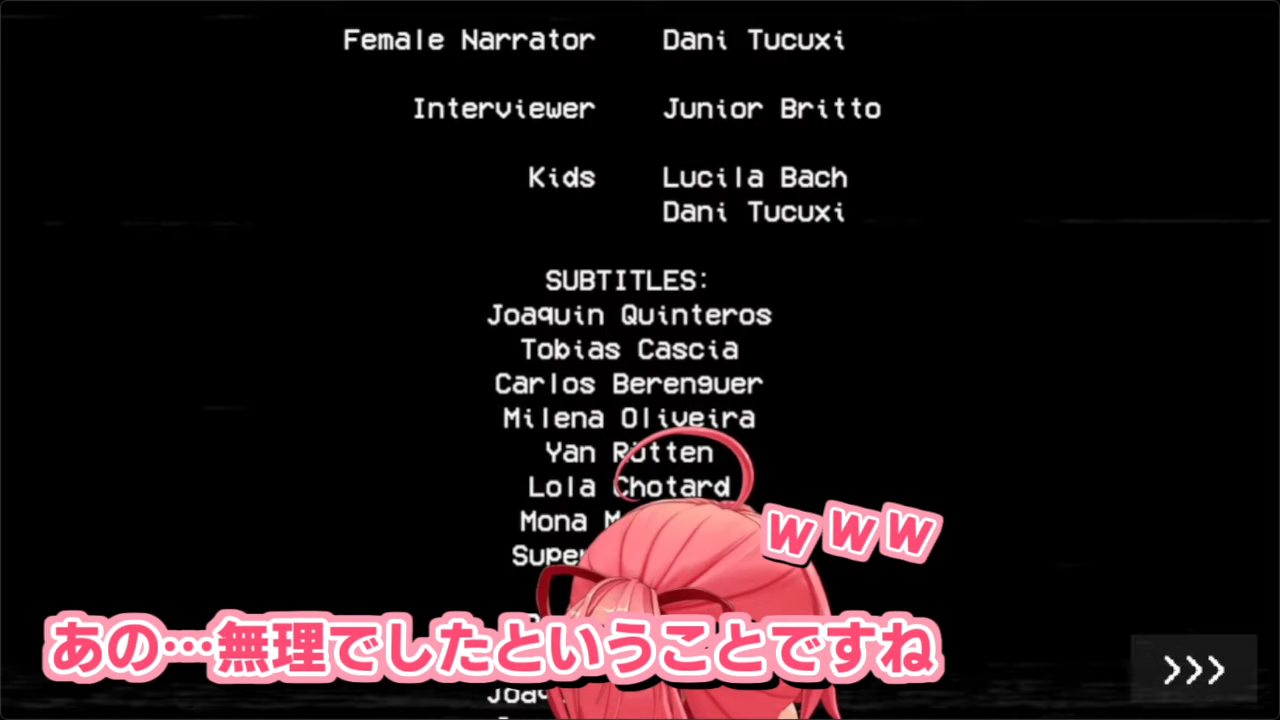 Female Narrator Dani Tucuxi
Interviewer Junior Britto
Kids Lucila Bach
Dani Tucuxi
SUBTITLES:
Joaquin Quinteros
Tobias Cascia
Carlos Berenguer
Milena Oliveira
Yan Rütten
Lola Chotard
Mona
www
あの…無理でしたということですね
>>>